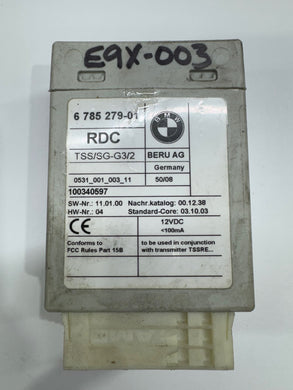 E9X-003
6 785 279-01
BMW
RDC
TSS/SG-G3/2
BERU AG
Germany
0531_001_003_11
50/08
100340597
SW-Nr.: 11.01.00 Nachr.katalog: 00.12.38
HW-Nr.: 04 Standard-Core: 03.10.03
CE
12VDC
<100mA
Conforms to
FCC Rules Part 15B
to be used in conjunction
with transmitter TSSRE...